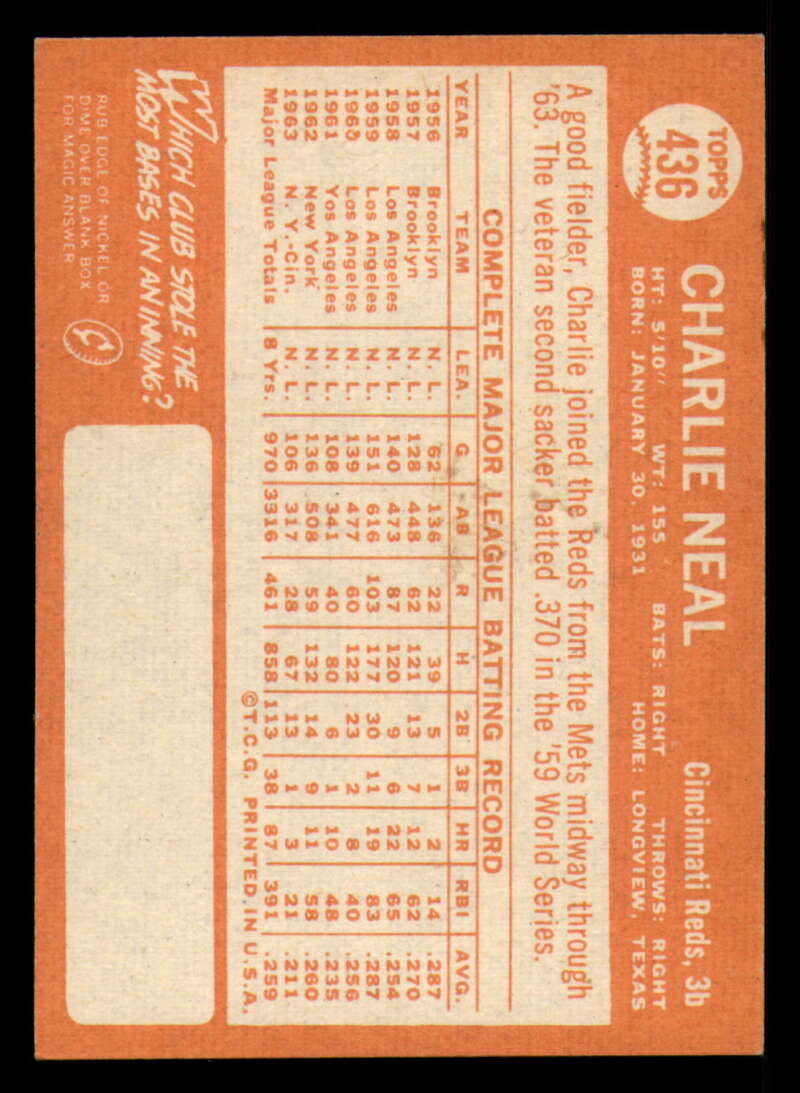 TOPPS
436
CHARLIE NEAL Cincinnati Reds, 3b
HT: 5'10" WT: 155 BATS: RIGHT THROWS: RIGHT
BORN: JANUARY 30, 1931 HOME: LONGVIEW, TEXAS
A good fielder, Charlie joined the Reds from the Mets midway through
'63. The veteran second sacker batted .370 in the '59 World Series.
COMPLETE MAJOR LEAGUE BATTING RECORD
YEAR TEAM LEA. G AB R H 2B 3B HR RBI AVG.
1956 Brooklyn N. L. 62 136 22 39 5 1 2 14 .287
1957 Brooklyn N. L. 128 448 62 121 13 7 12 62 .270
1958 Los Angeles N. L. 140 473 87 120 9 6 22 65 .254
1959 Los Angeles N. L. 151 616 103 177 30 11 19 83 .287
1960 Los Angeles N. L. 139 477 60 122 23 2 8 40 .256
1961 Yos Angeles N. L. 108 341 40 80 6 1 10 48 .235
1962 New York N. L. 136 508 59 132 14 9 11 58 .260
1963 N. Y.-Cin. N. L. 106 317 28 67 13 1 3 21 .211
Major League Totals 8 Yrs. 970 3316 461 858 113 38 87 391 .259
©T.C.G. PRINTED IN U.S.A.
WHICH CLUB STOLE THE
MOST BASES IN AN INNING?
RUB EDGE OF NICKEL OR
DIME OVER BLANK BOX
FOR MAGIC ANSWER